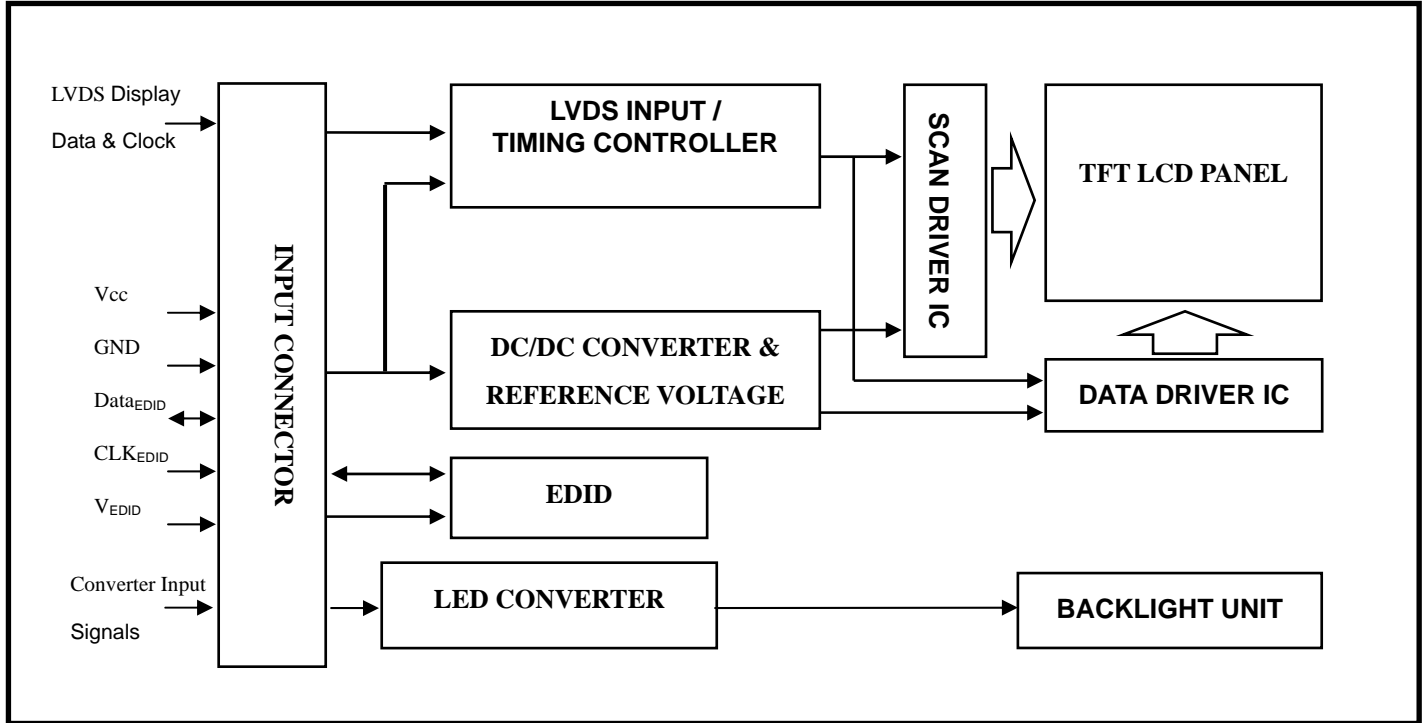 LVDS Display
Data & Clock
Vcc
GND
DataEDID
CLKEDID
VEDID
Converter Input
Signals
INPUT CONNECTOR
LVDS INPUT /
TIMING CONTROLLER
DC/DC CONVERTER &
REFERENCE VOLTAGE
EDID
LED CONVERTER
SCAN DRIVER IC
TFT LCD PANEL
DATA DRIVER IC
BACKLIGHT UNIT